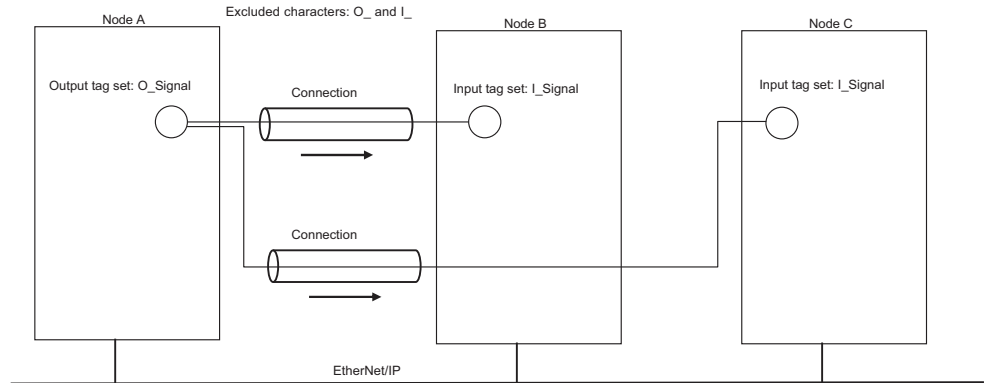 Excluded characters: O_ and I_
Node A
Node B
Node C
Output tag set: O_Signal
Connection
Input tag set: I_Signal
Input tag set: I_Signal
Connection
EtherNet/IP